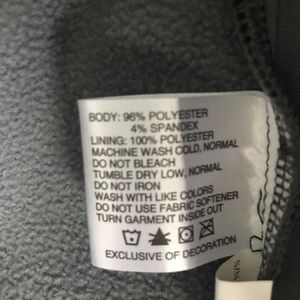 BODY: 96% POLYESTER
4% SPANDEX
LINING: 100% POLYESTER
MACHINE WASH COLD, NORMAL
DO NOT BLEACH
TUMBLE DRY LOW, NORMAL
DO NOT IRON
WASH WITH LIKE COLORS
DO NOT USE FABRIC SOFTENER
TURN GARMENT INSIDE OUT
EXCLUSIVE OF DECORATION